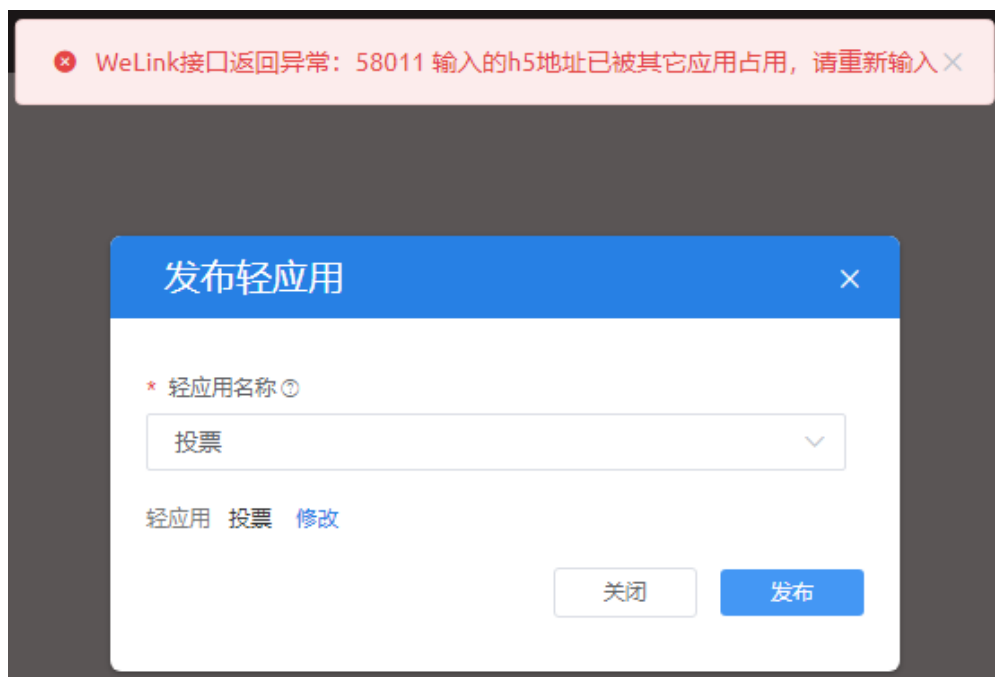 WeLink接口返回异常：58011 输入的h5地址已被其它应用占用，请重新输入
发布轻应用
* 轻应用名称
投票
轻应用 投票 修改
关闭 发布